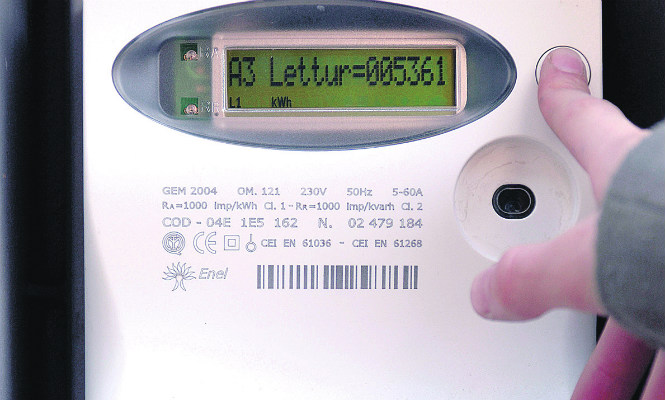 A3 Lettur=005361
L1 kWh
GEM 2004 OM. 121 230V 50Hz 5-60A
RA=1000 Imp/kWh Cl. 1 - RR=1000 Imp/kvarh Cl. 2
COD - 04E 1E5 162 N. 02 479 184
CE CEI EN 61036 - CEI EN 61268
Enel